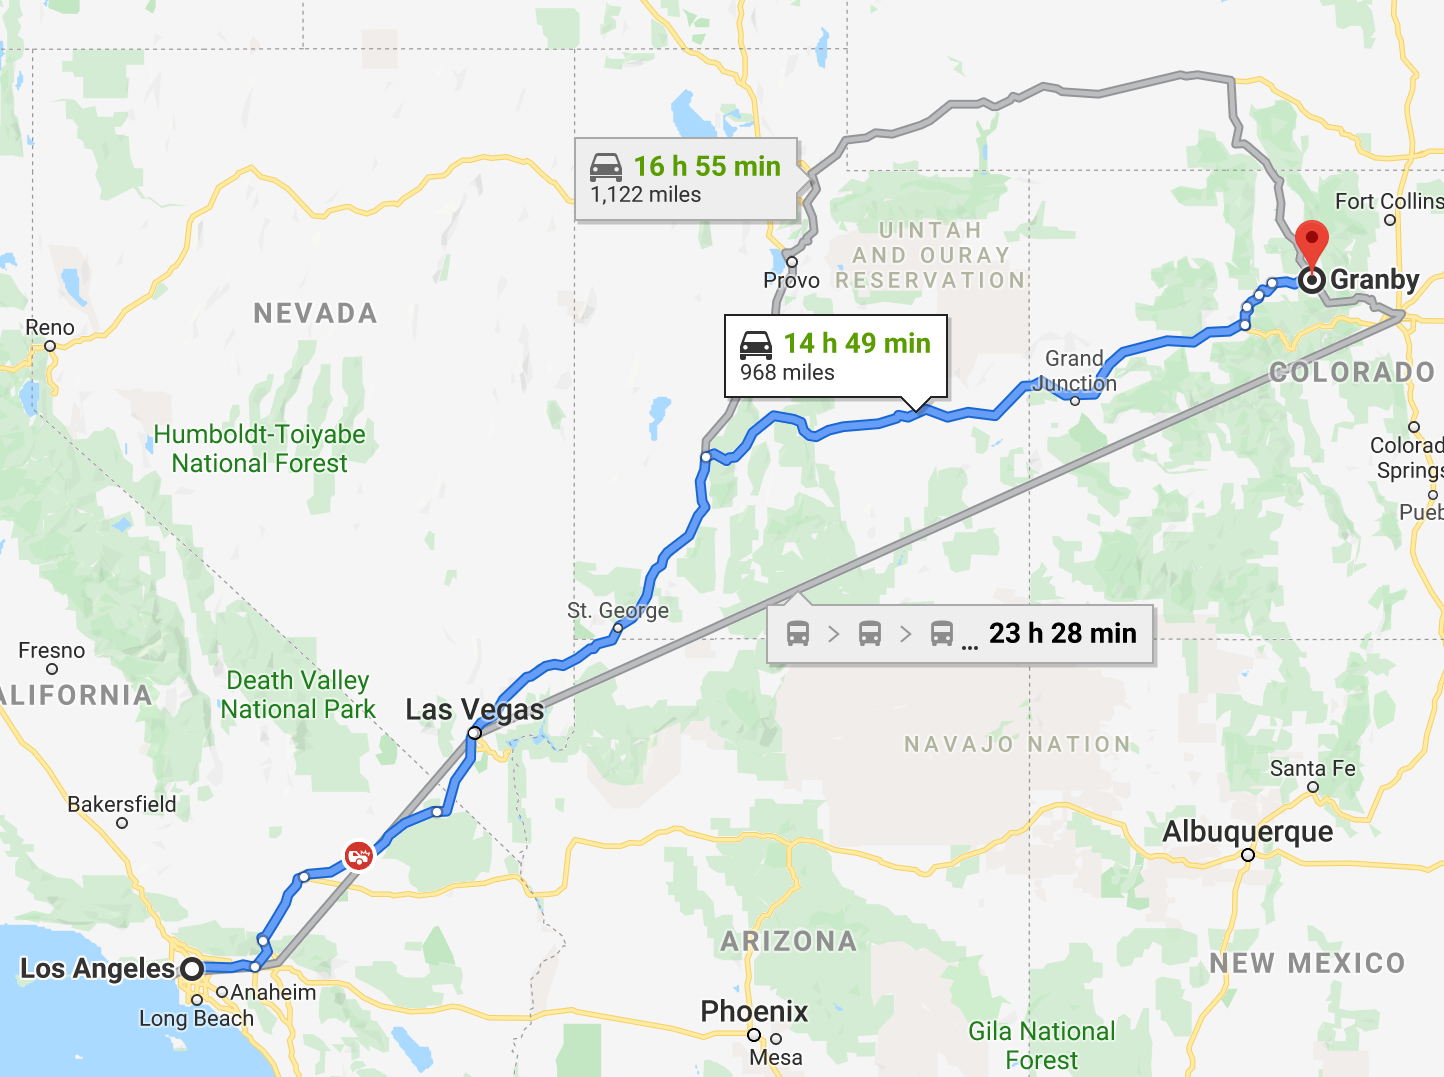 16 h 55 min
1,122 miles
Fort Collins
UINTAH
AND OURAY
RESERVATION
Provo
Granby
NEVADA
Reno
14 h 49 min
968 miles
Grand
Junction
COLORADO
Humboldt-Toiyabe
National Forest
Colorad
Springs
Pueb
St. George
... 23 h 28 min
Fresno
ALIFORNIA
Death Valley
National Park
Las Vegas
NAVAJO NATION
Santa Fe
Bakersfield
Albuquerque
ARIZONA
NEW MEXICO
Los Angeles
Anaheim
Long Beach
Phoenix
Mesa
Gila National
Forest